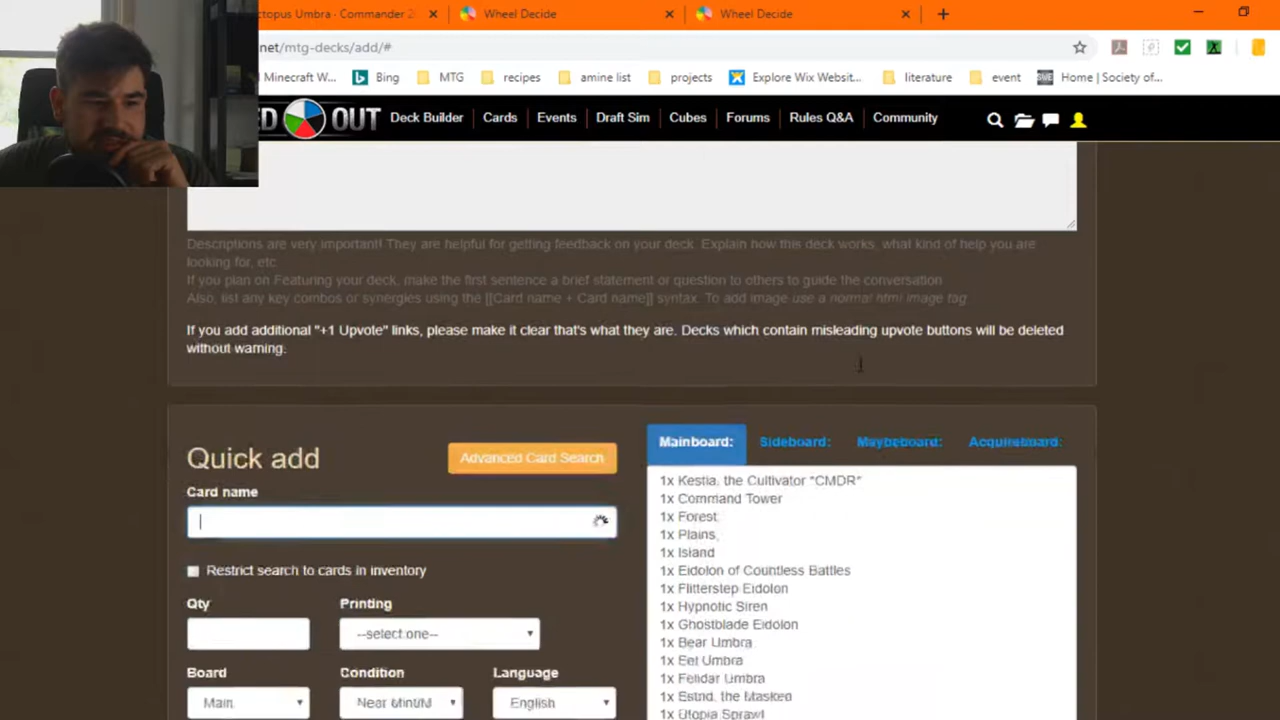 ctopus Umbra - Commander 2
Wheel Decide
Wheel Decide
net/mtg-decks/add/#
Minecraft W...
Bing
MTG
recipes
amine list
projects
Explore Wix Websit...
literature
event
Home | Society of...
ED OUT
Deck Builder
Cards
Events
Draft Sim
Cubes
Forums
Rules Q&A
Community
Descriptions are very important! They are helpful for getting feedback on your deck. Explain how this deck works, what kind of help you are
looking for, etc.
If you plan on Featuring your deck, make the first sentence a brief statement or question to others to guide the conversation
Also, list any key combos or synergies using the [[Card name + Card name]] syntax. To add image use a normal html image tag
If you add additional "+1 Upvote" links, please make it clear that's what they are. Decks which contain misleading upvote buttons will be deleted
without warning.
Quick add
Advanced Card Search
Card name
Restrict search to cards in inventory
Qty
Printing
--select one--
Board
Condition
Language
Main
Near Mint/M
English
Mainboard:
Sideboard:
Maybeboard:
Acquireboard:
1x Kestia, the Cultivator *CMDR*
1x Command Tower
1x Forest
1x Plains
1x Island
1x Eidolon of Countless Battles
1x Flitterstep Eidolon
1x Hypnotic Siren
1x Ghostblade Eidolon
1x Bear Umbra
1x Eel Umbra
1x Felidar Umbra
1x Estrid, the Masked
1x Utopia Sprawl